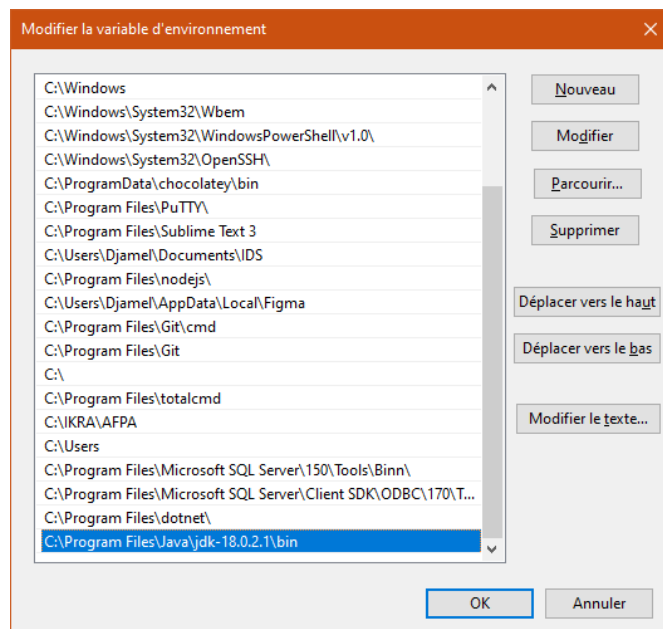 Modifier la variable d'environnement
C:\Windows
C:\Windows\System32\Wbem
C:\Windows\System32\WindowsPowerShell\v1.0\
C:\Windows\System32\OpenSSH\
C:\ProgramData\chocolatey\bin
C:\Program Files\PuTTY\
C:\Program Files\Sublime Text 3
C:\Users\Djamel\Documents\IDS
C:\Program Files\nodejs\
C:\Users\Djamel\AppData\Local\Figma
C:\Program Files\Git\cmd
C:\Program Files\Git
C:\
C:\Program Files\totalcmd
C:\IKRA\AFPA
C:\Users
C:\Program Files\Microsoft SQL Server\150\Tools\Binn\
C:\Program Files\Microsoft SQL Server\Client SDK\ODBC\170\T...
C:\Program Files\dotnet\
C:\Program Files\Java\jdk-18.0.2.1\bin
Nouveau
Modifier
Parcourir...
Supprimer
Déplacer vers le haut
Déplacer vers le bas
Modifier le texte...
OK
Annuler